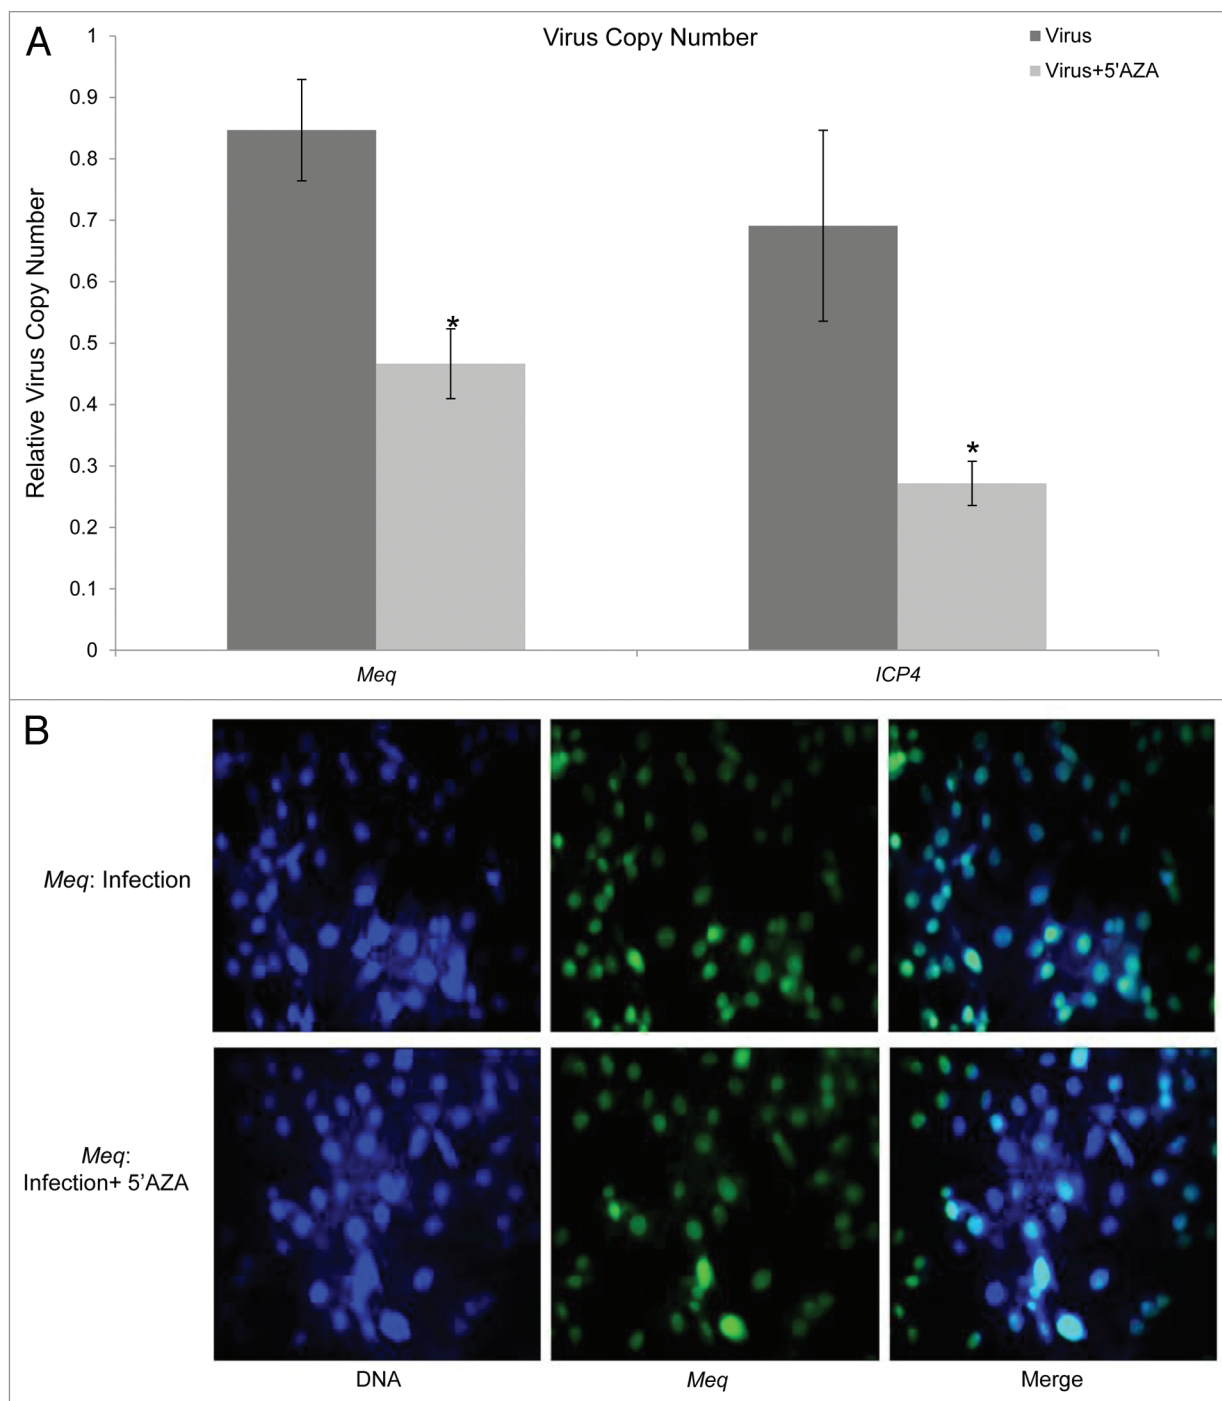 A
Virus Copy Number
Virus
Virus+5'AZA
Relative Virus Copy Number
1
0.9
0.8
0.7
0.6
0.5
0.4
0.3
0.2
0.1
0
*
*
Meq
ICP4
B
Meq: Infection
Meq:
Infection+ 5’AZA
DNA
Meq
Merge